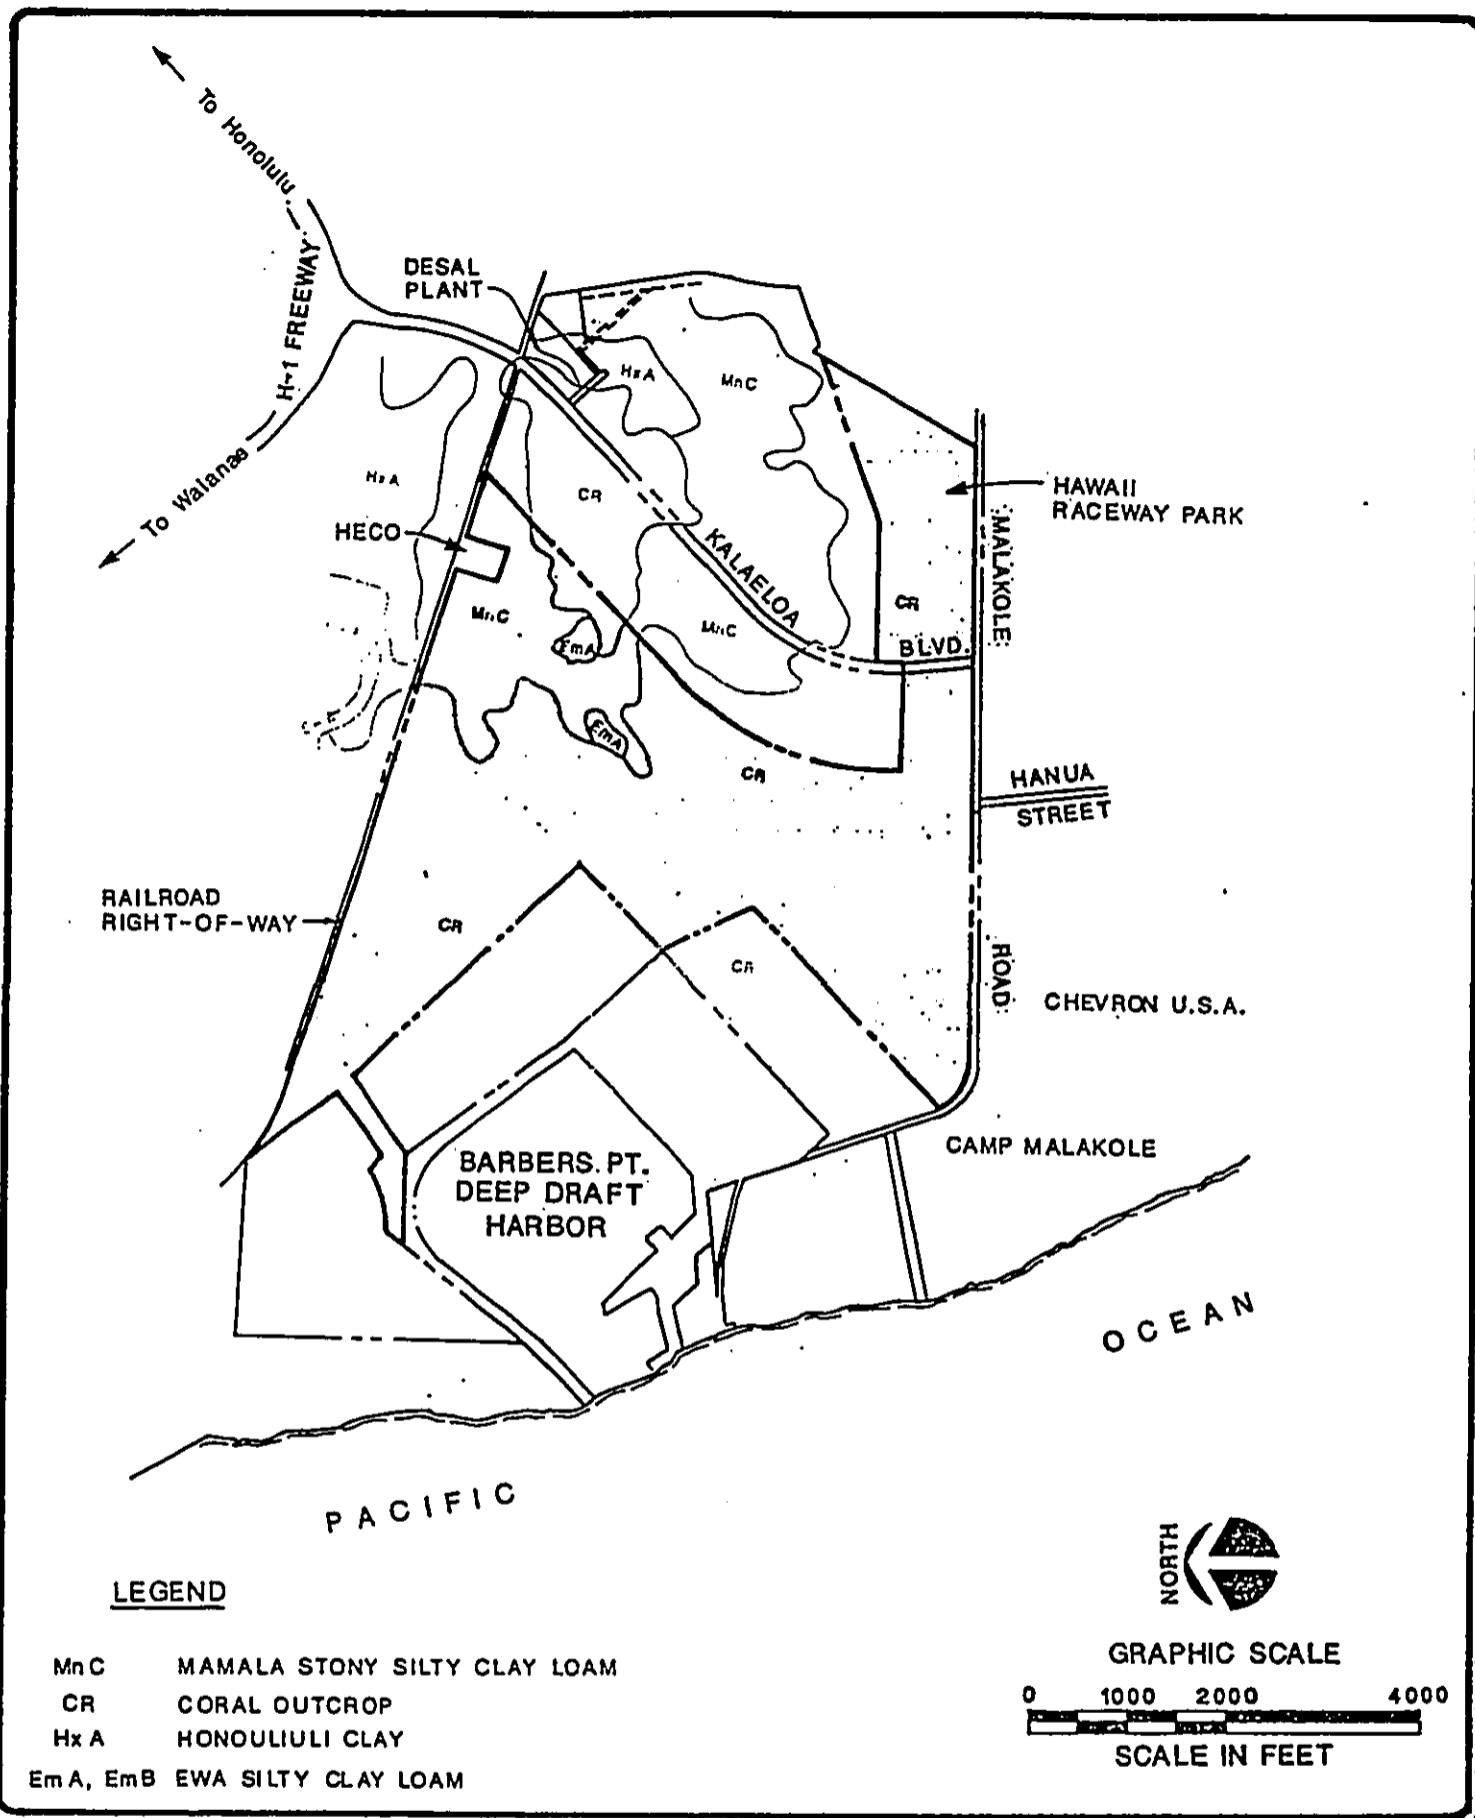 To Honolulu
H-1 FREEWAY
To Waianae
DESAL
PLANT
HxA
MnC
HxA
CR
HAWAII
RACEWAY PARK
HECO
KALAELOA
BLVD.
MALAKOLE
ROAD
CR
MnC
MnC
EmA
EmA
CR
HANUA
STREET
RAILROAD
RIGHT-OF-WAY
CR
CR
CHEVRON U.S.A.
CAMP MALAKOLE
BARBERS. PT.
DEEP DRAFT
HARBOR
PACIFIC
OCEAN
NORTH
LEGEND
MnC MAMALA STONY SILTY CLAY LOAM
CR CORAL OUTCROP
HxA HONOULIULI CLAY
EmA, EmB EWA SILTY CLAY LOAM
GRAPHIC SCALE
0 1000 2000 4000
SCALE IN FEET